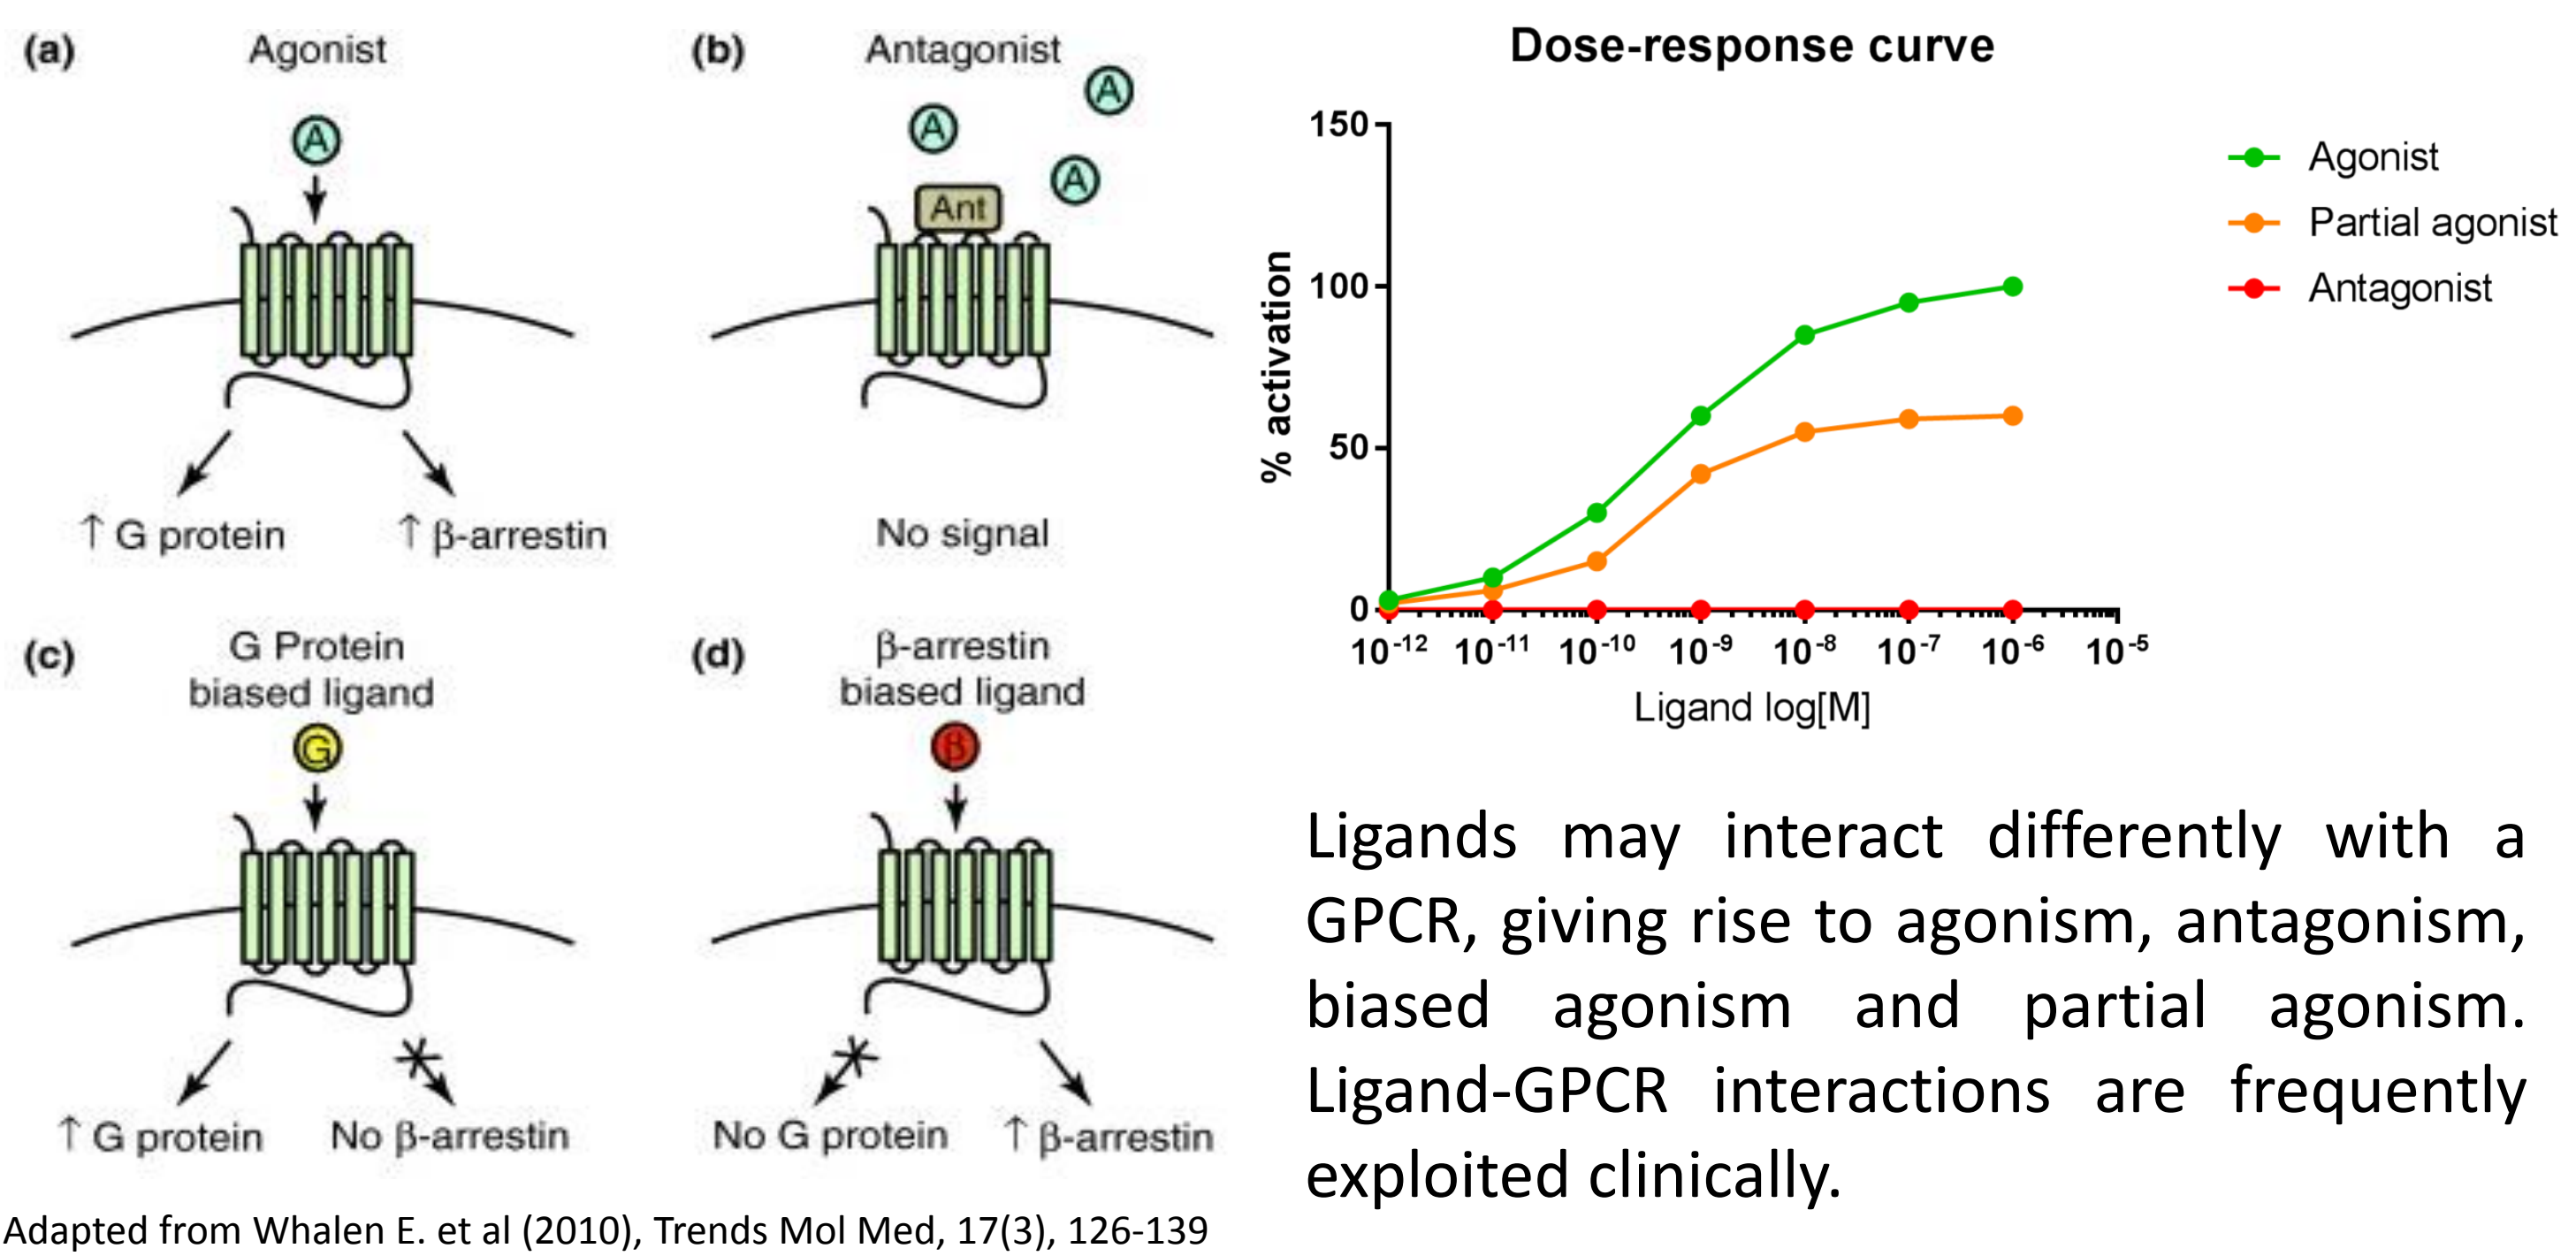 (a) Agonist
A
↑ G protein ↑ β-arrestin
(b) Antagonist
A
A
A
Ant
No signal
(c) G Protein
biased ligand
G
↑ G protein No β-arrestin
(d) β-arrestin
biased ligand
β
No G protein ↑ β-arrestin
Adapted from Whalen E. et al (2010), Trends Mol Med, 17(3), 126-139
Dose-response curve
% activation
150
100
50
0
10⁻¹² 10⁻¹¹ 10⁻¹⁰ 10⁻⁹ 10⁻⁸ 10⁻⁷ 10⁻⁶ 10⁻⁵
Ligand log[M]
Agonist
Partial agonist
Antagonist
Ligands may interact differently with a
GPCR, giving rise to agonism, antagonism,
biased agonism and partial agonism.
Ligand-GPCR interactions are frequently
exploited clinically.